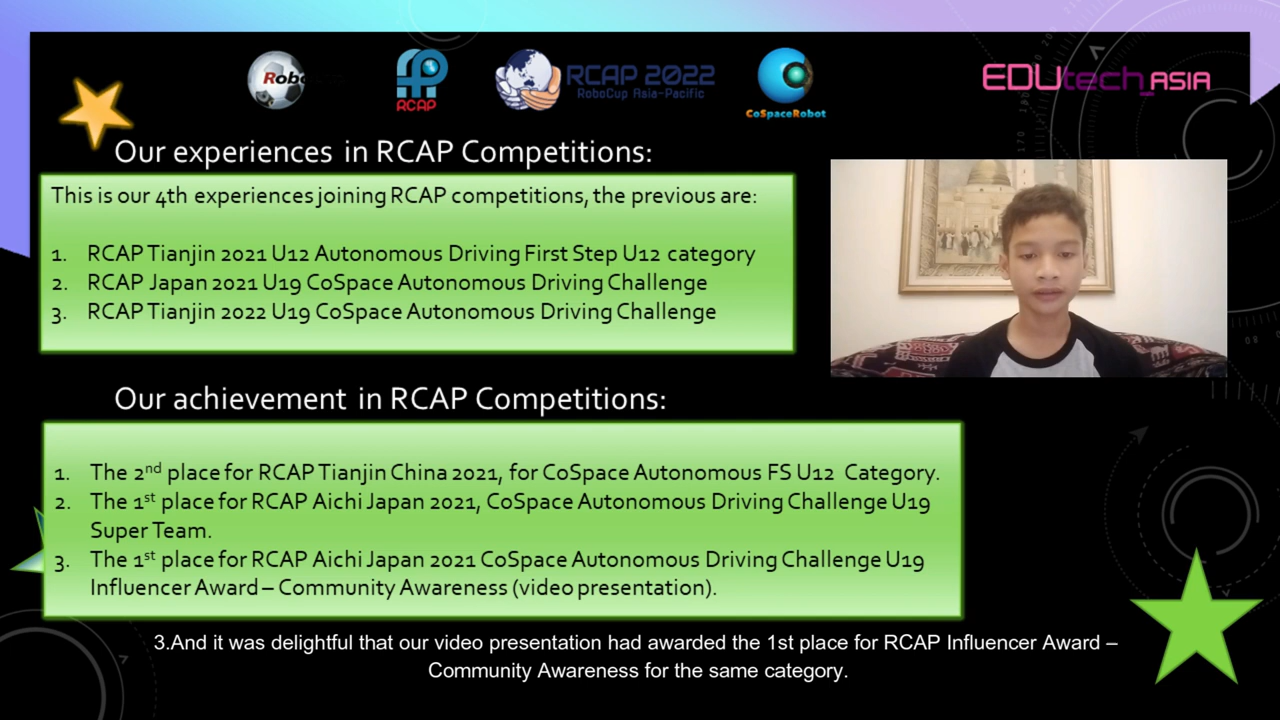 Robo
RCAP
RCAP 2022
RoboCup Asia-Pacific
CoSpaceRobot
EDUtech_ASIA
Our experiences in RCAP Competitions:
This is our 4th experiences joining RCAP competitions, the previous are:
1. RCAP Tianjin 2021 U12 Autonomous Driving First Step U12 category
2. RCAP Japan 2021 U19 CoSpace Autonomous Driving Challenge
3. RCAP Tianjin 2022 U19 CoSpace Autonomous Driving Challenge
Our achievement in RCAP Competitions:
1. The 2nd place for RCAP Tianjin China 2021, for CoSpace Autonomous FS U12 Category.
2. The 1st place for RCAP Aichi Japan 2021, CoSpace Autonomous Driving Challenge U19
Super Team.
3. The 1st place for RCAP Aichi Japan 2021 CoSpace Autonomous Driving Challenge U19
Influencer Award – Community Awareness (video presentation).
3.And it was delightful that our video presentation had awarded the 1st place for RCAP Influencer Award –
Community Awareness for the same category.